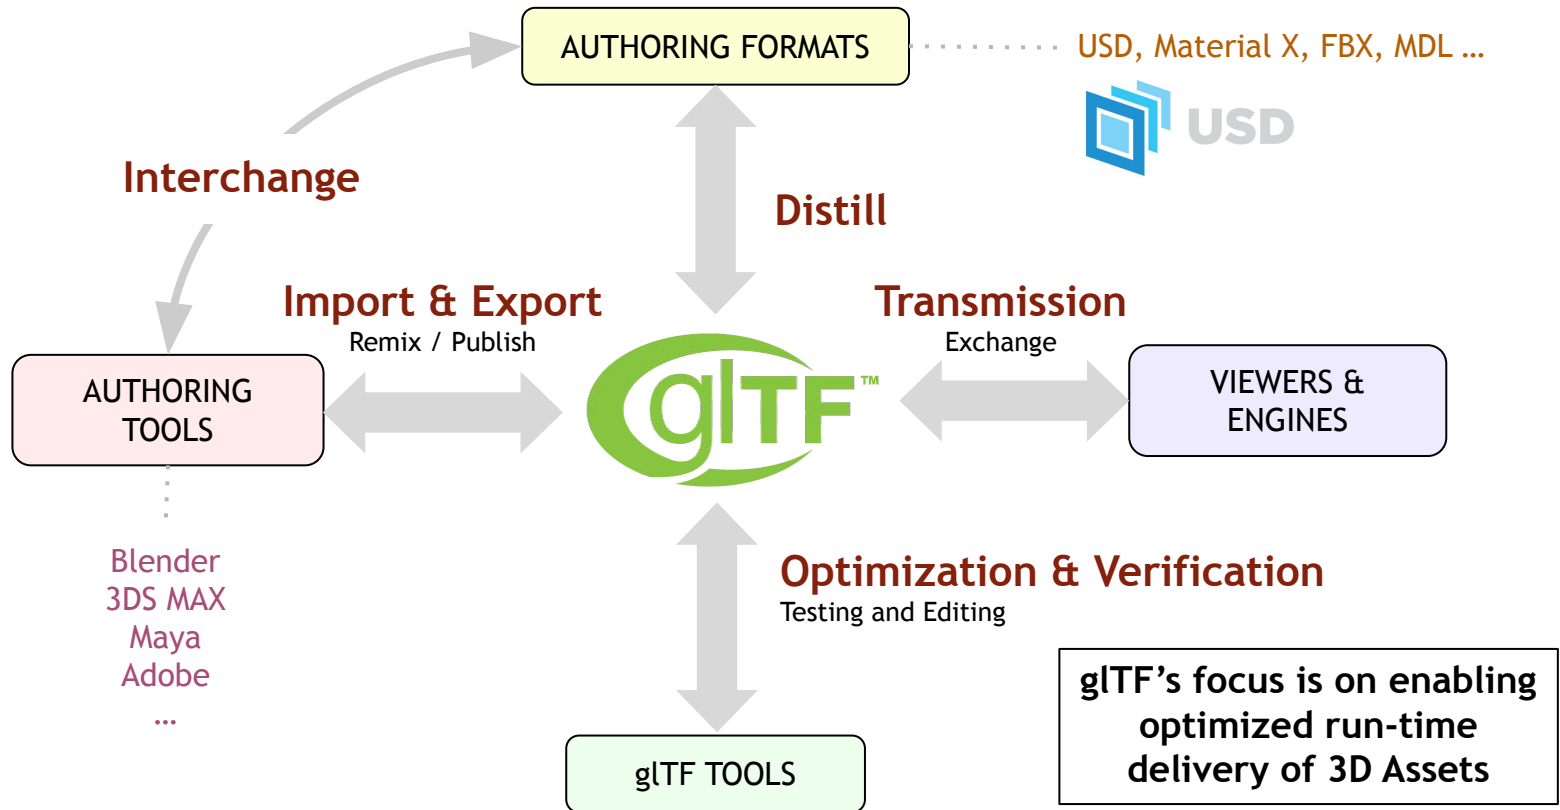 AUTHORING FORMATS
USD, Material X, FBX, MDL …
USD
Interchange
Distill
Import & Export
Remix / Publish
Transmission
Exchange
glTF™
AUTHORING
TOOLS
VIEWERS &
ENGINES
Blender
3DS MAX
Maya
Adobe
…
Optimization & Verification
Testing and Editing
glTF TOOLS
glTF’s focus is on enabling
optimized run-time
delivery of 3D Assets